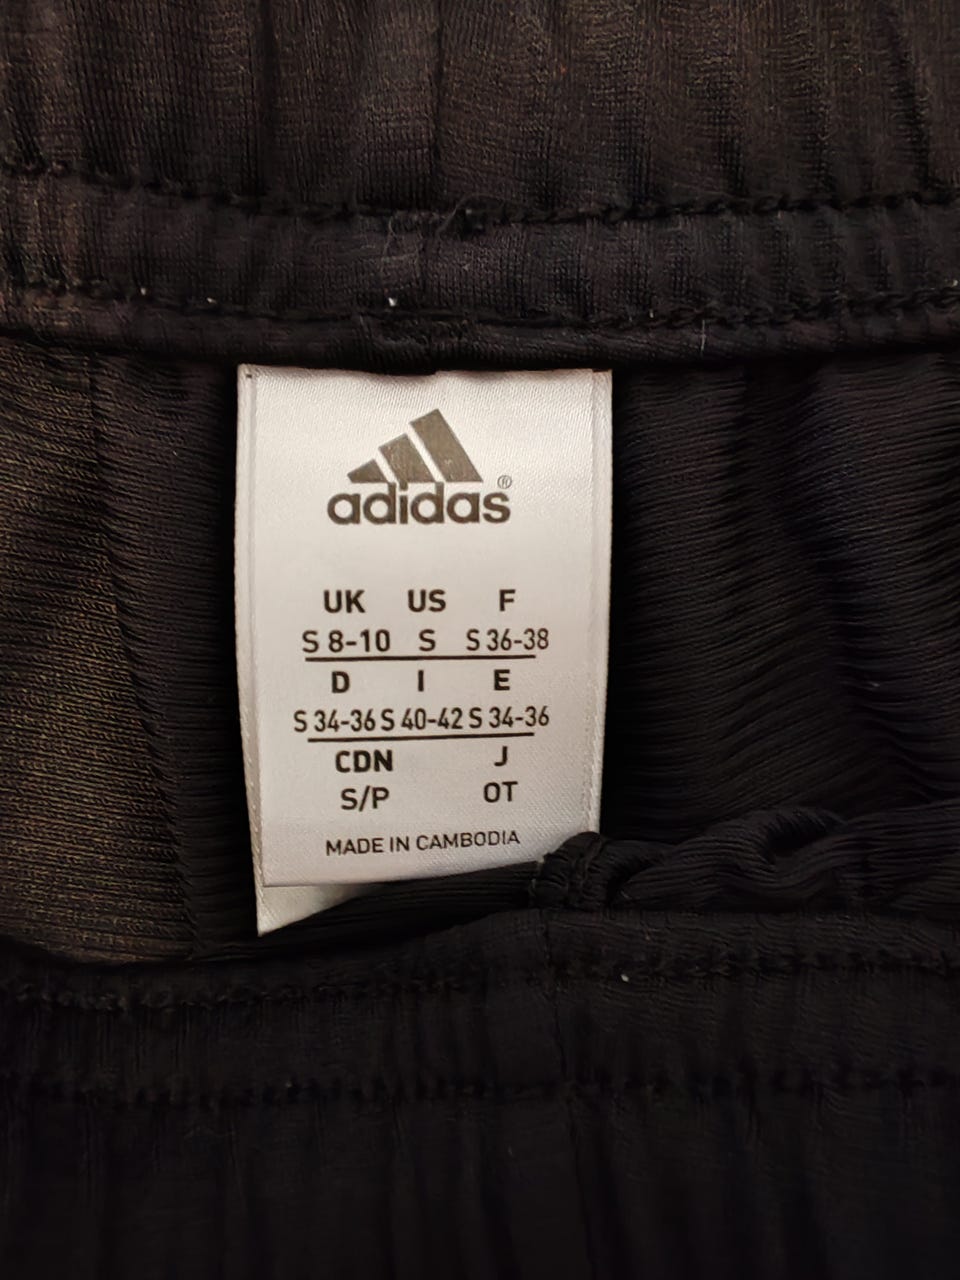 adidas®
UK US F
S 8-10 S S 36-38
D I E
S 34-36 S 40-42 S 34-36
CDN J
S/P OT
MADE IN CAMBODIA